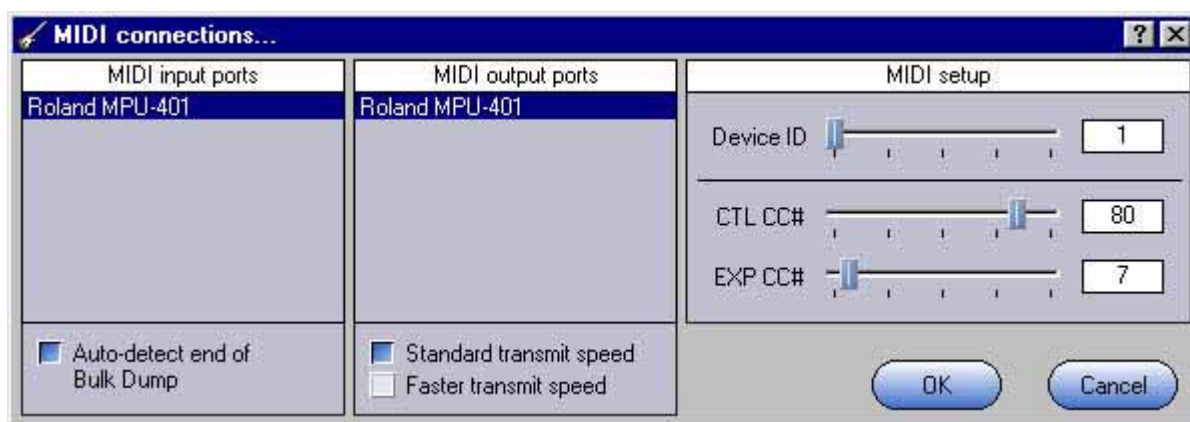 MIDI connections...
MIDI input ports
Roland MPU-401
Auto-detect end of
Bulk Dump
MIDI output ports
Roland MPU-401
Standard transmit speed
Faster transmit speed
MIDI setup
Device ID 1
CTL CC# 80
EXP CC# 7
OK
Cancel